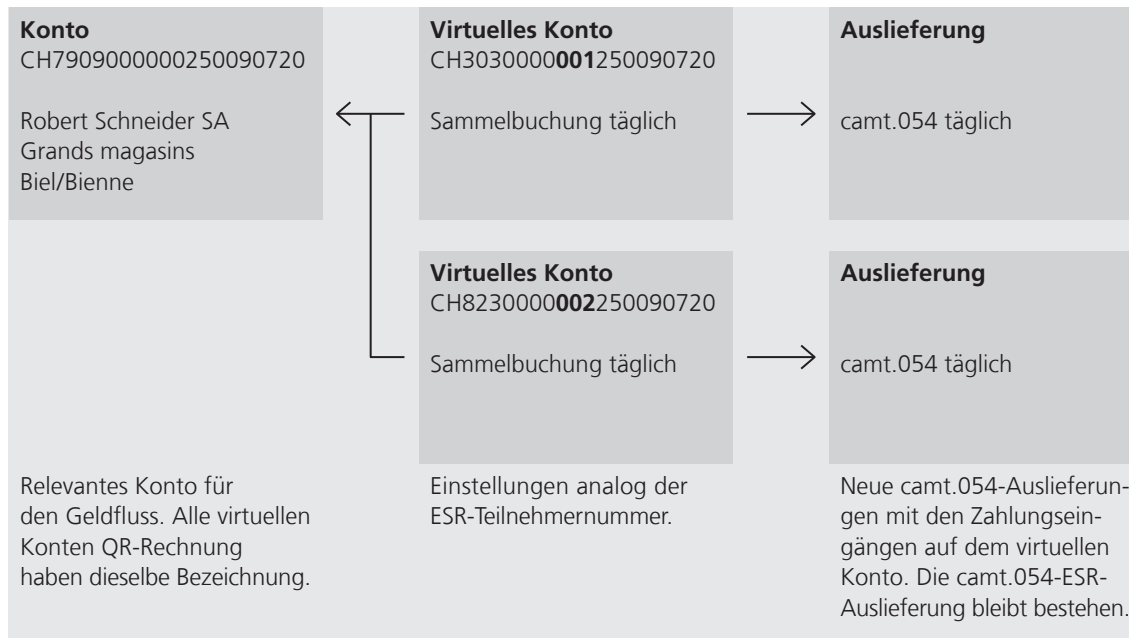 Konto
CH7909000000250090720
Robert Schneider SA
Grands magasins
Biel/Bienne
Virtuelles Konto
CH3030000001250090720
Sammelbuchung täglich
Auslieferung
camt.054 täglich
Virtuelles Konto
CH8230000002250090720
Sammelbuchung täglich
Auslieferung
camt.054 täglich
Relevantes Konto für
den Geldfluss. Alle virtuellen
Konten QR-Rechnung
haben dieselbe Bezeichnung.
Einstellungen analog der
ESR-Teilnehmernummer.
Neue camt.054-Auslieferun-
gen mit den Zahlungsein-
gängen auf dem virtuellen
Konto. Die camt.054-ESR-
Auslieferung bleibt bestehen.